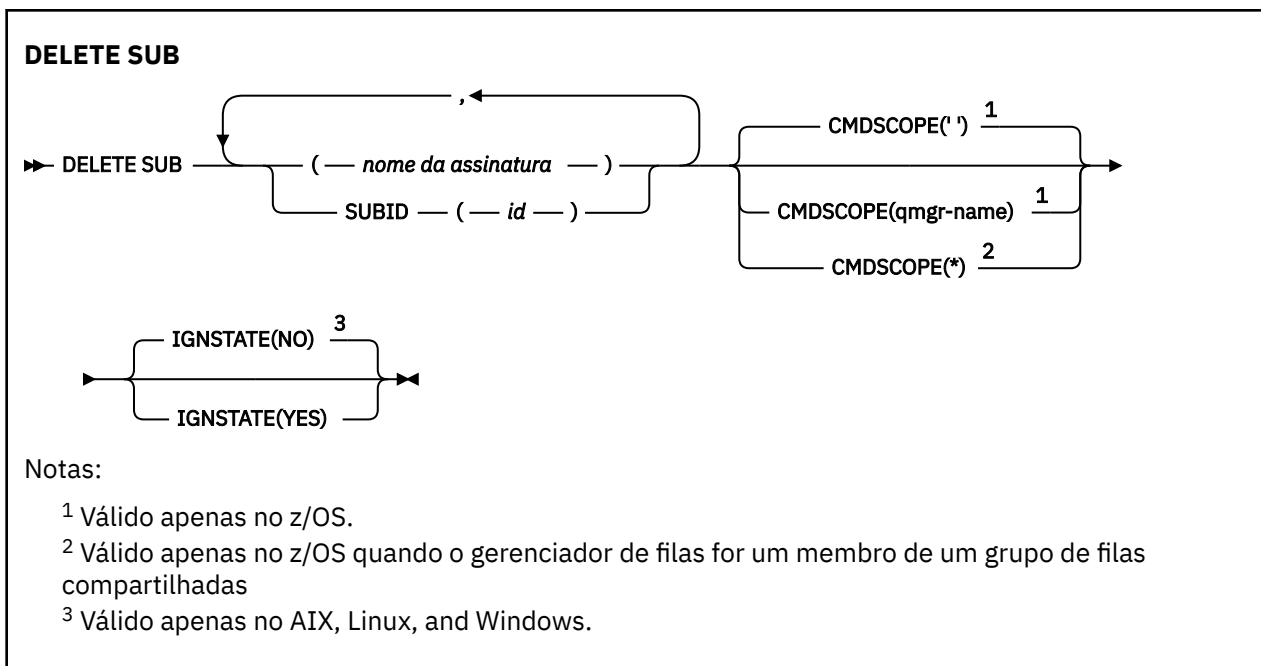 DELETE SUB
,
DELETE SUB
( nome da assinatura )
SUBID ( id )
CMDSCOPE(' ') 1
CMDSCOPE(qmgr-name) 1
CMDSCOPE(*) 2
IGNSTATE(NO) 3
IGNSTATE(YES)
Notas:
1 Válido apenas no z/OS.
2 Válido apenas no z/OS quando o gerenciador de filas for um membro de um grupo de filas
compartilhadas
3 Válido apenas no AIX, Linux, and Windows.